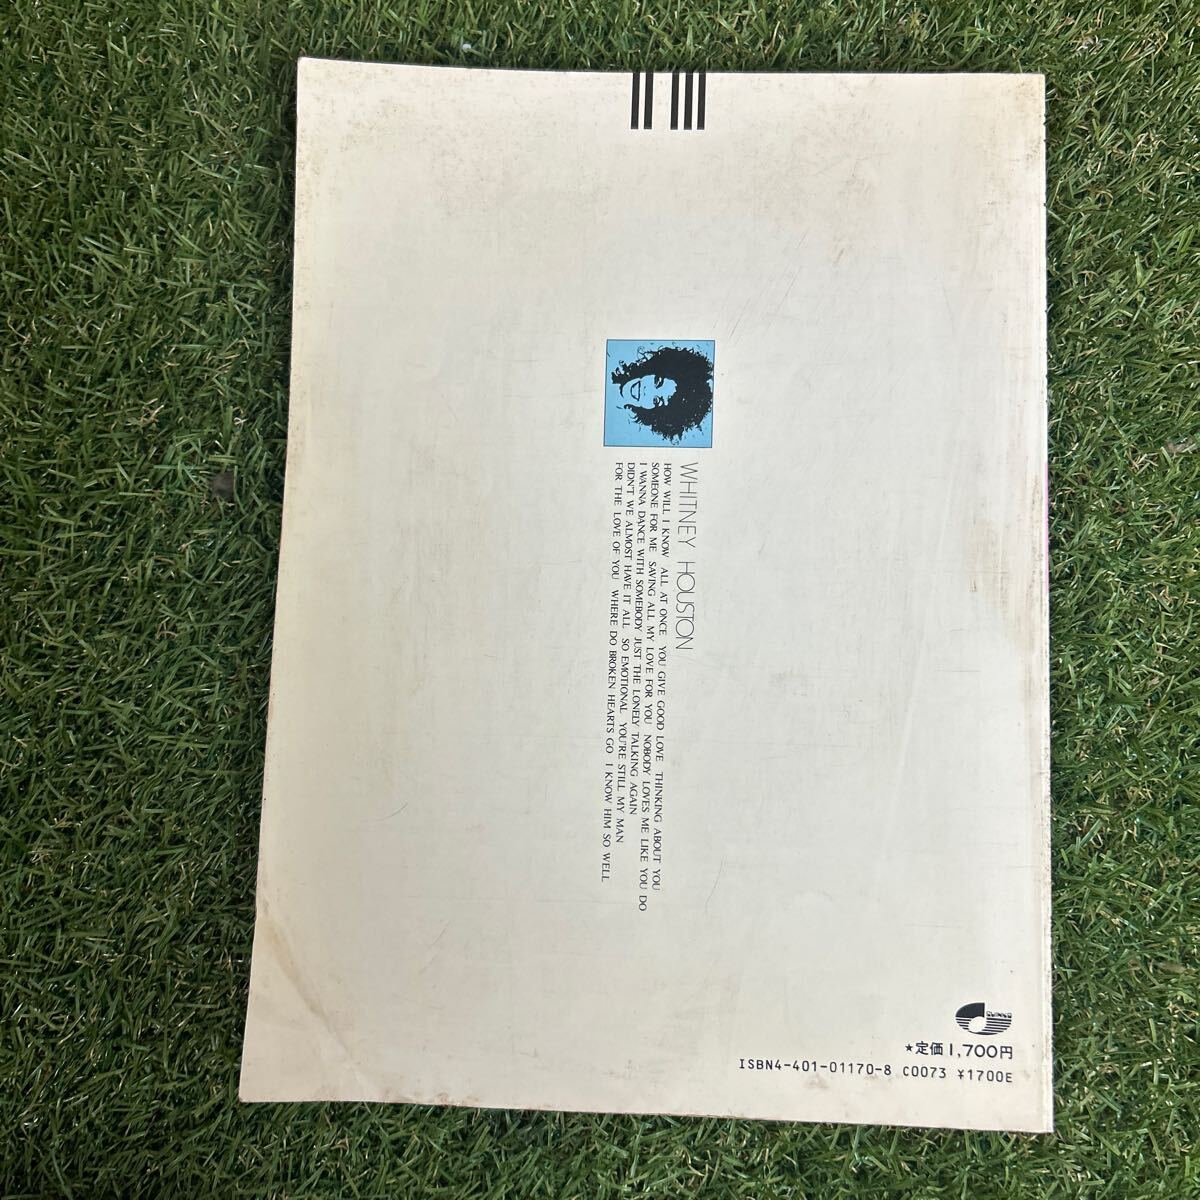 WHITNEY HOUSTON
HOW WILL I KNOW ALL AT ONCE YOU GIVE GOOD LOVE THINKING ABOUT YOU
SOMEONE FOR ME SAVING ALL MY LOVE FOR YOU NOBODY LOVES ME LIKE YOU DO
I WANNA DANCE WITH SOMEBODY JUST THE LONELY TALKING AGAIN
DIDN'T WE ALMOST HAVE IT ALL SO EMOTIONAL YOU'RE STILL MY MAN
FOR THE LOVE OF YOU WHERE DO BROKEN HEARTS GO I KNOW HIM SO WELL
★定価1,700円
ISBN4-401-01170-8 C0073 ¥1700E